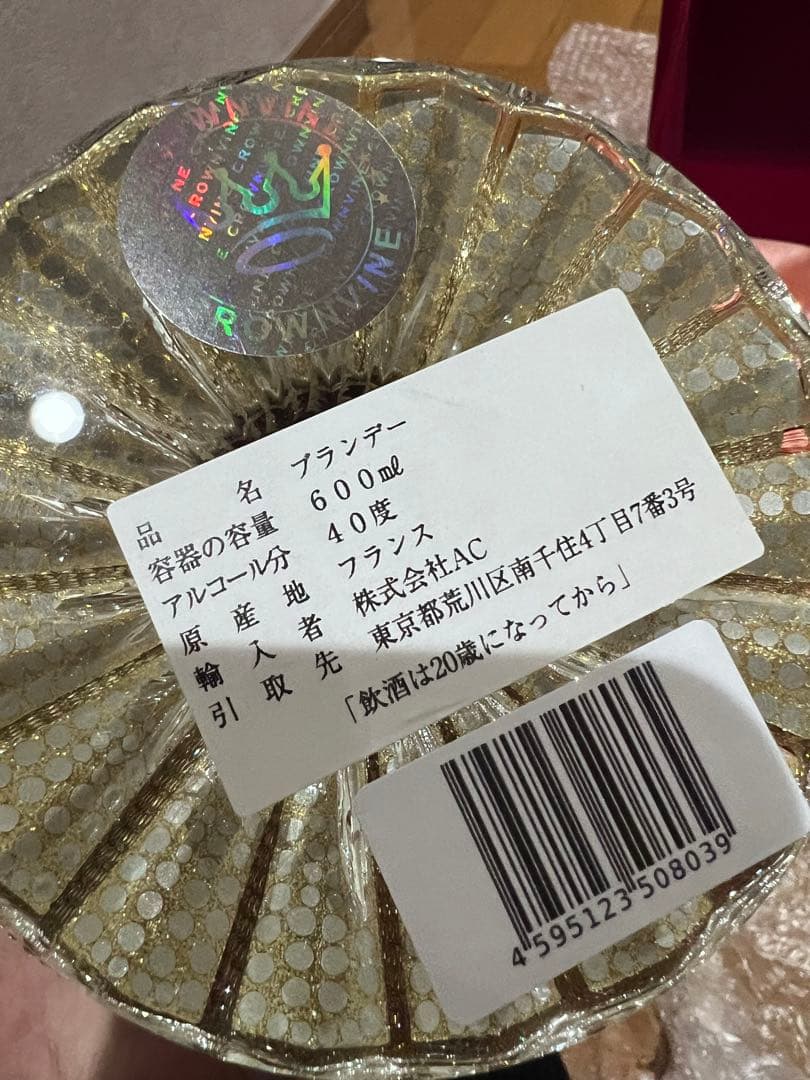 CROWNVINE
品名 ブランデー
容器の容量 600㎖
アルコール分 40度
原産地 フランス
輸入者 株式会社AC
引取先 東京都荒川区南千住4丁目7番3号
「飲酒は20歳になってから」
4 595123 508039